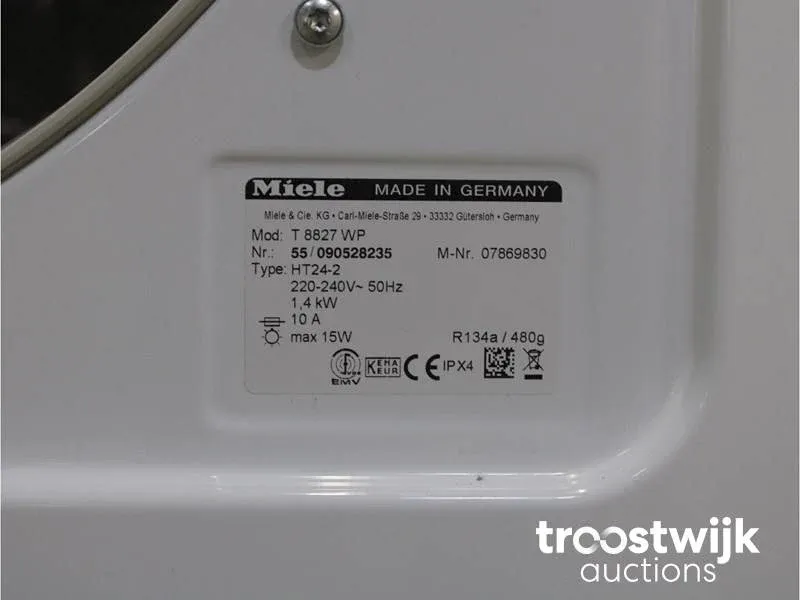 Miele MADE IN GERMANY
Miele & Cie. KG • Carl-Miele-Straße 29 • 33332 Gütersloh • Germany
Mod: T 8827 WP
Nr.: 55/090528235 M-Nr. 07869830
Type: HT24-2
220-240V~ 50Hz
1,4 kW
10 A
max 15W R134a / 480g
EMV KEMA KEUR CE IPX4
troostwijk
auctions